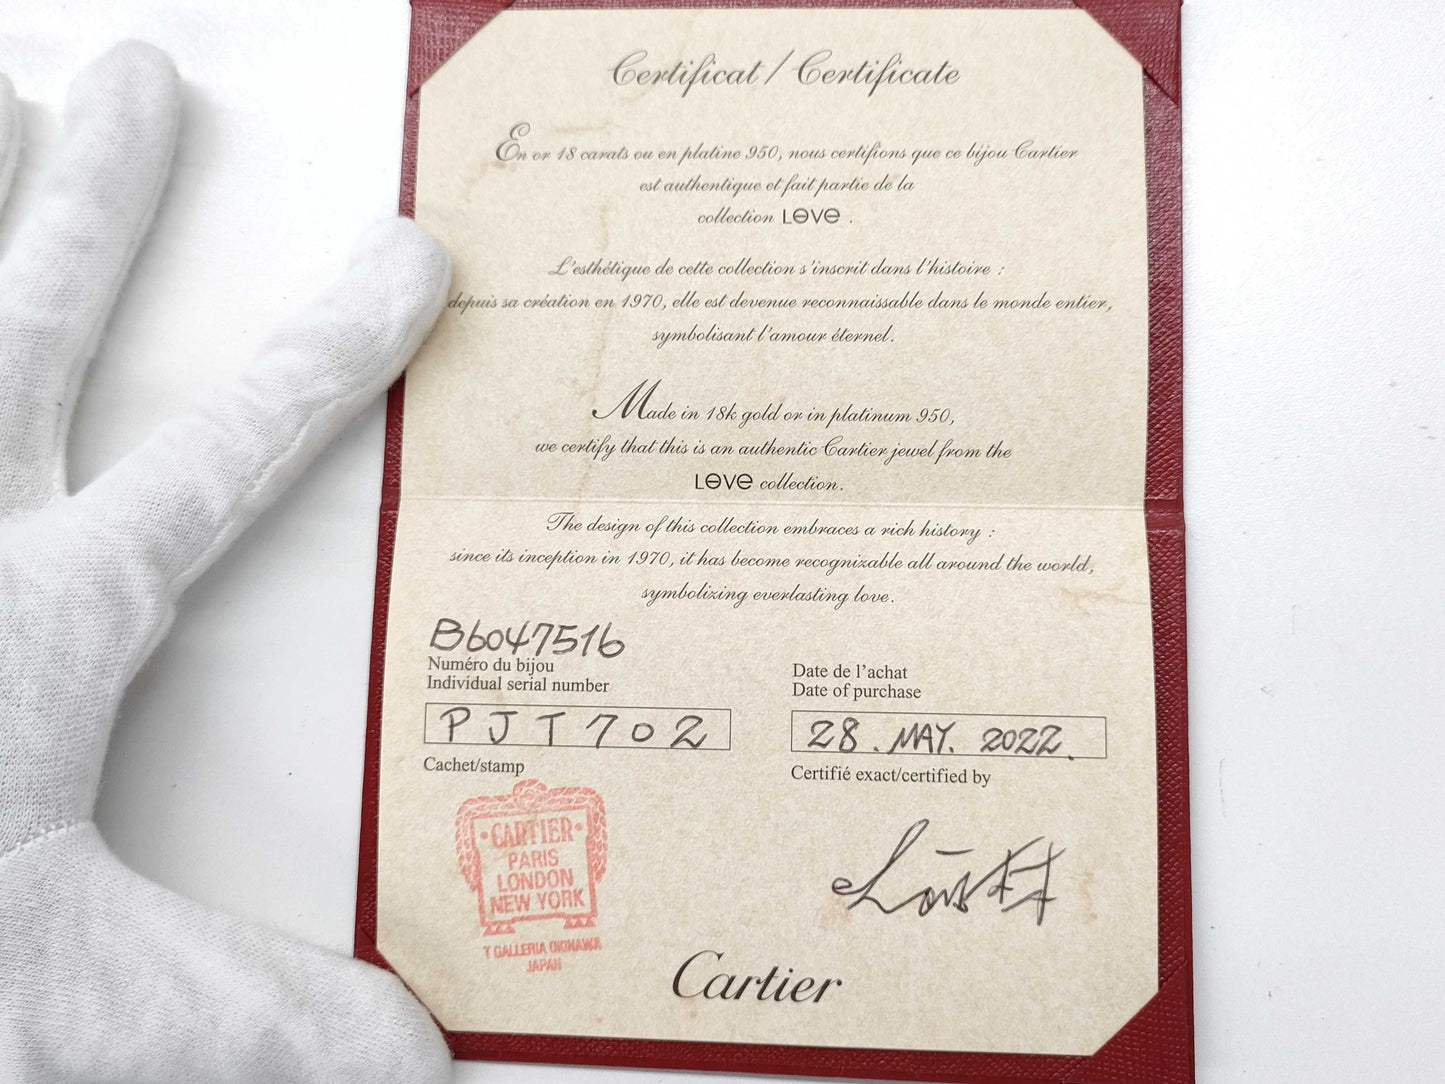 Certificat / Certificate
En or 18 carats ou en platine 950, nous certifions que ce bijou Cartier
est authentique et fait partie de la
collection LOVE .
L'esthétique de cette collection s'inscrit dans l'histoire :
depuis sa création en 1970, elle est devenue reconnaissable dans le monde entier,
symbolisant l'amour éternel.
Made in 18k gold or in platinum 950,
we certify that this is an authentic Cartier jewel from the
LOVE collection.
The design of this collection embraces a rich history :
since its inception in 1970, it has become recognizable all around the world,
symbolizing everlasting love.
B6047516
Numéro du bijou
Individual serial number
PJT702
Cachet/stamp
Date de l'achat
Date of purchase
28. MAY. 2022.
Certifié exact/certified by
·CARTIER·
PARIS
LONDON
NEW YORK
T GALLERIA OKINAWA
JAPAN
Cartier